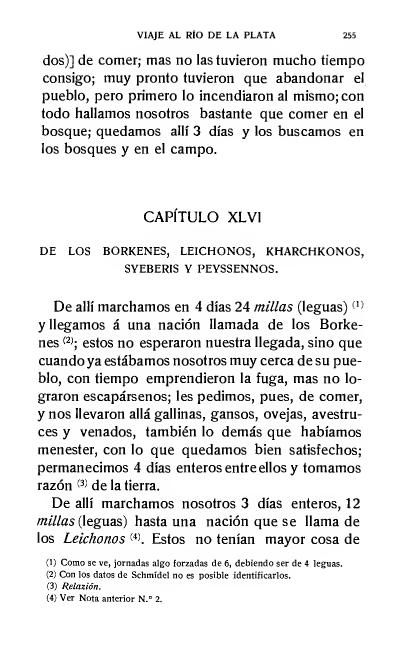 VIAJE AL RÍO DE LA PLATA 255
dos)] de comer; mas no las tuvieron mucho tiempo
consigo; muy pronto tuvieron que abandonar el
pueblo, pero primero lo incendiaron al mismo; con
todo hallamos nosotros bastante que comer en el
bosque; quedamos allí 3 días y los buscamos en
los bosques y en el campo.
CAPÍTULO XLVI
DE LOS BORKENES, LEICHONOS, KHARCHKONOS,
SYEBERIS Y PEYSSENNOS.
De allí marchamos en 4 días 24 millas (leguas) (1)
y llegamos á una nación llamada de los Borke-
nes (2); estos no esperaron nuestra llegada, sino que
cuando ya estábamos nosotros muy cerca de su pue-
blo, con tiempo emprendieron la fuga, mas no lo-
graron escapársenos; les pedimos, pues, de comer,
y nos llevaron allá gallinas, gansos, ovejas, avestru-
ces y venados, también lo demás que habíamos
menester, con lo que quedamos bien satisfechos;
permanecimos 4 días enteros entre ellos y tomamos
razón (3) de la tierra.
De allí marchamos nosotros 3 días enteros, 12
millas (leguas) hasta una nación que se llama de
los Leichonos (4). Estos no tenían mayor cosa de
(1) Como se ve, jornadas algo forzadas de 6, debiendo ser de 4 leguas.
(2) Con los datos de Schmídel no es posible identificarlos.
(3) Relazión.
(4) Ver Nota anterior N.º 2.